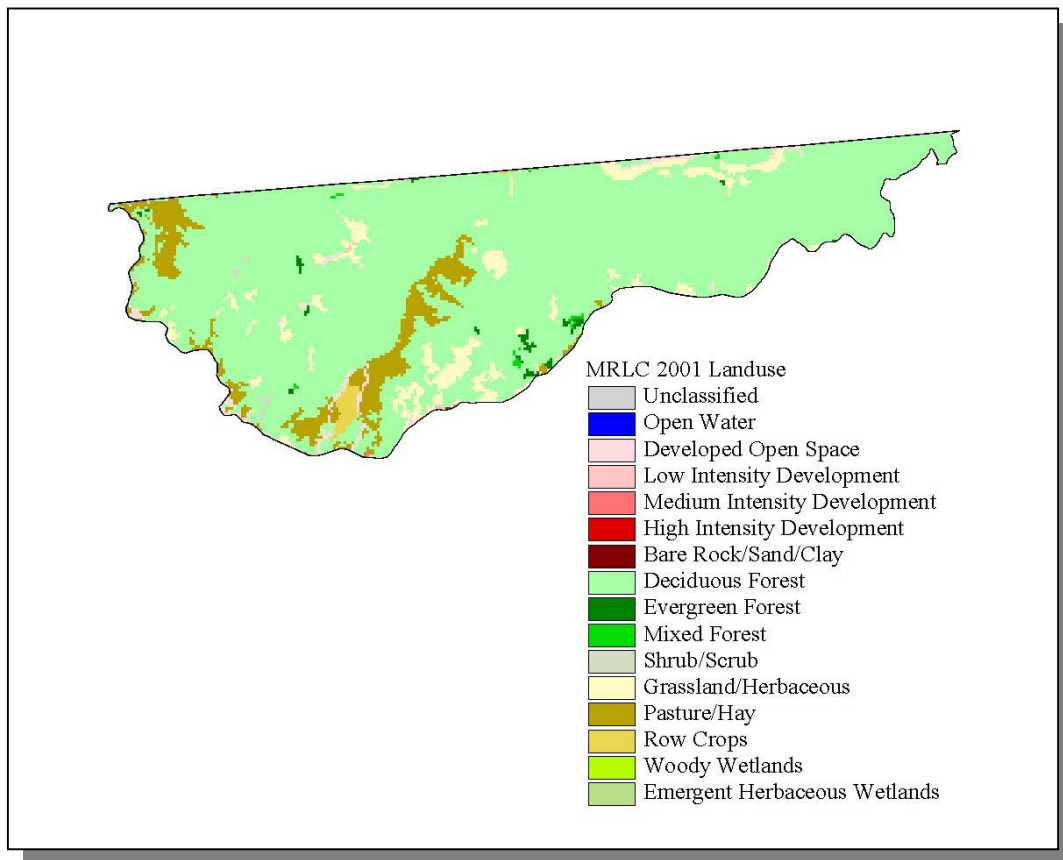 MRLC 2001 Landuse
Unclassified
Open Water
Developed Open Space
Low Intensity Development
Medium Intensity Development
High Intensity Development
Bare Rock/Sand/Clay
Deciduous Forest
Evergreen Forest
Mixed Forest
Shrub/Scrub
Grassland/Herbaceous
Pasture/Hay
Row Crops
Woody Wetlands
Emergent Herbaceous Wetlands